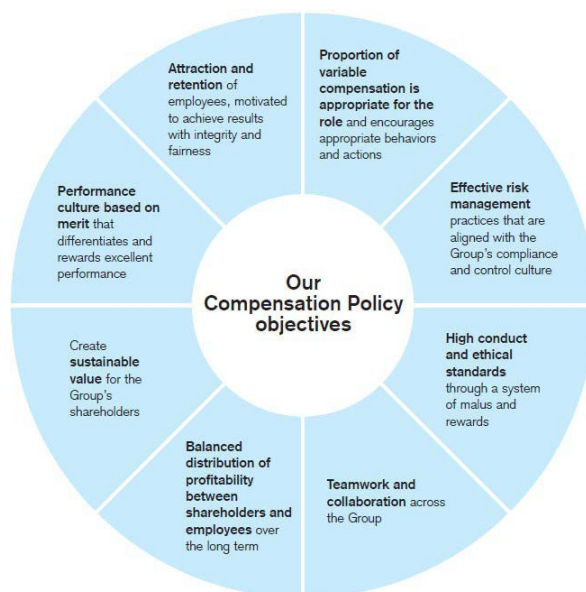 Attraction and
retention of
employees, motivated
to achieve results
with integrity and
fairness
Proportion of
variable
compensation is
appropriate for the
role and encourages
appropriate behaviors
and actions
Effective risk
management
practices that are
aligned with the
Group's compliance
and control culture
High conduct
and ethical
standards
through a system
of malus and
rewards
Teamwork and
collaboration across
the Group
Balanced
distribution of
profitability
between
shareholders and
employees over
the long term
Create
sustainable
value for the
Group's
shareholders
Performance
culture based on
merit that
differentiates and
rewards excellent
performance
Our
Compensation Policy
objectives